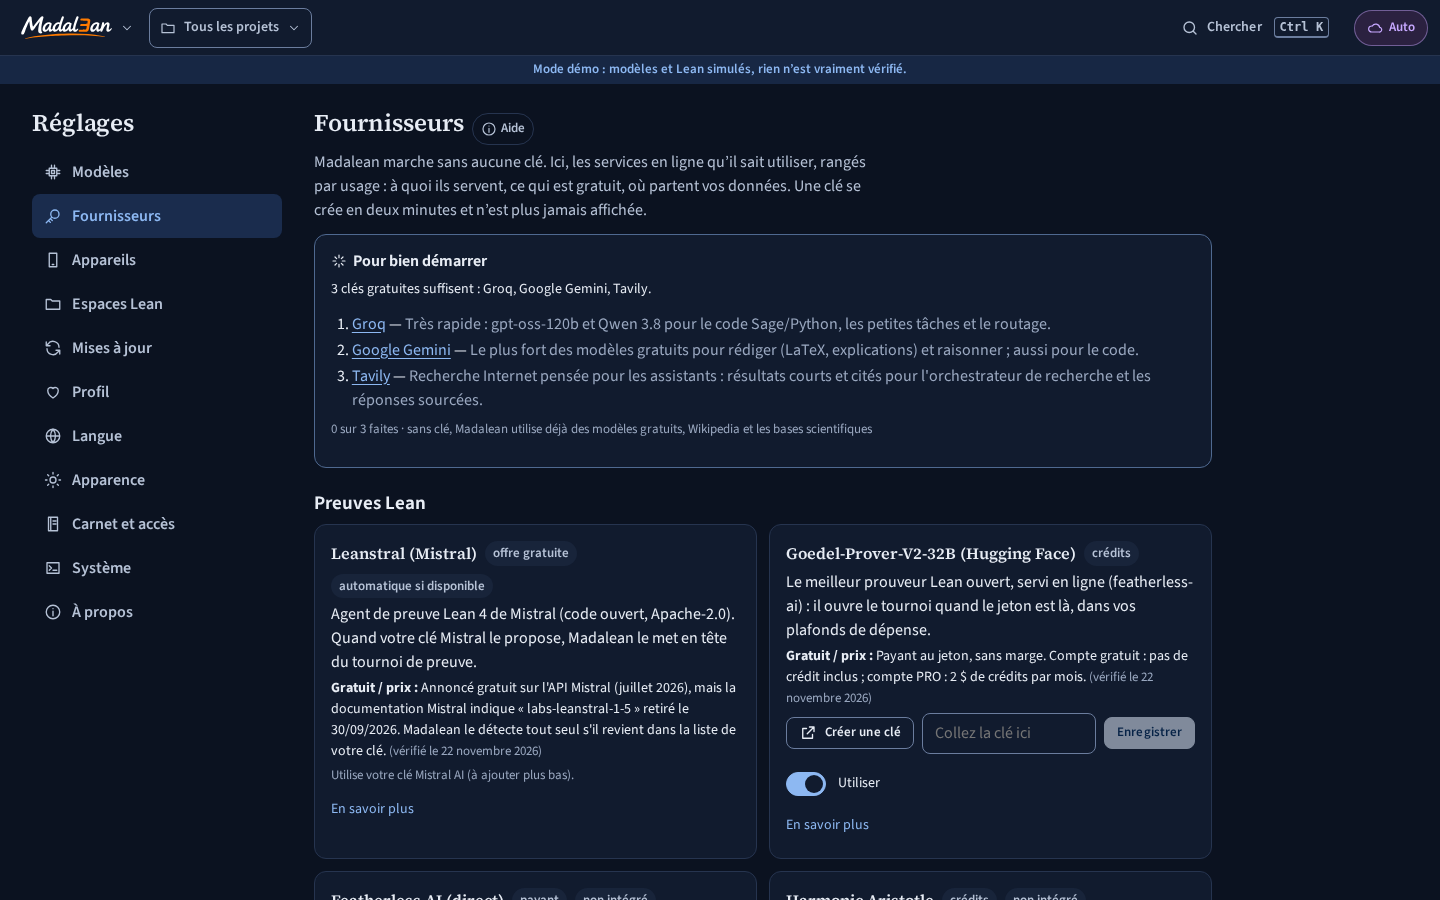 Madal3an
Tous les projets
Chercher
Ctrl K
Auto
Mode démo : modèles et Lean simulés, rien n’est vraiment vérifié.
Réglages
Modèles
Fournisseurs
Appareils
Espaces Lean
Mises à jour
Profil
Langue
Apparence
Carnet et accès
Système
À propos
Fournisseurs
Aide
Madalean marche sans aucune clé. Ici, les services en ligne qu’il sait utiliser, rangés
par usage : à quoi ils servent, ce qui est gratuit, où partent vos données. Une clé se
crée en deux minutes et n’est plus jamais affichée.
Pour bien démarrer
3 clés gratuites suffisent : Groq, Google Gemini, Tavily.
1. Groq — Très rapide : gpt-oss-120b et Qwen 3.8 pour le code Sage/Python, les petites tâches et le routage.
2. Google Gemini — Le plus fort des modèles gratuits pour rédiger (LaTeX, explications) et raisonner ; aussi pour le code.
3. Tavily — Recherche Internet pensée pour les assistants : résultats courts et cités pour l'orchestrateur de recherche et les
réponses sourcées.
0 sur 3 faites · sans clé, Madalean utilise déjà des modèles gratuits, Wikipedia et les bases scientifiques
Preuves Lean
Leanstral (Mistral)
offre gratuite
automatique si disponible
Agent de preuve Lean 4 de Mistral (code ouvert, Apache-2.0).
Quand votre clé Mistral le propose, Madalean le met en tête
du tournoi de preuve.
Gratuit / prix : Annoncé gratuit sur l'API Mistral (juillet 2026), mais la
documentation Mistral indique « labs-leanstral-1-5 » retiré le
30/09/2026. Madalean le détecte tout seul s'il revient dans la liste de
votre clé. (vérifié le 22 novembre 2026)
Utilise votre clé Mistral AI (à ajouter plus bas).
En savoir plus
Goedel-Prover-V2-32B (Hugging Face)
crédits
Le meilleur prouveur Lean ouvert, servi en ligne (featherless-
ai) : il ouvre le tournoi quand le jeton est là, dans vos
plafonds de dépense.
Gratuit / prix : Payant au jeton, sans marge. Compte gratuit : pas de
crédit inclus ; compte PRO : 2 $ de crédits par mois. (vérifié le 22
novembre 2026)
Créer une clé
Collez la clé ici
Enregistrer
Utiliser
En savoir plus
Featherless AI (direct)
payant
non intégré
Harmonic Aristotle
crédits
non intégré